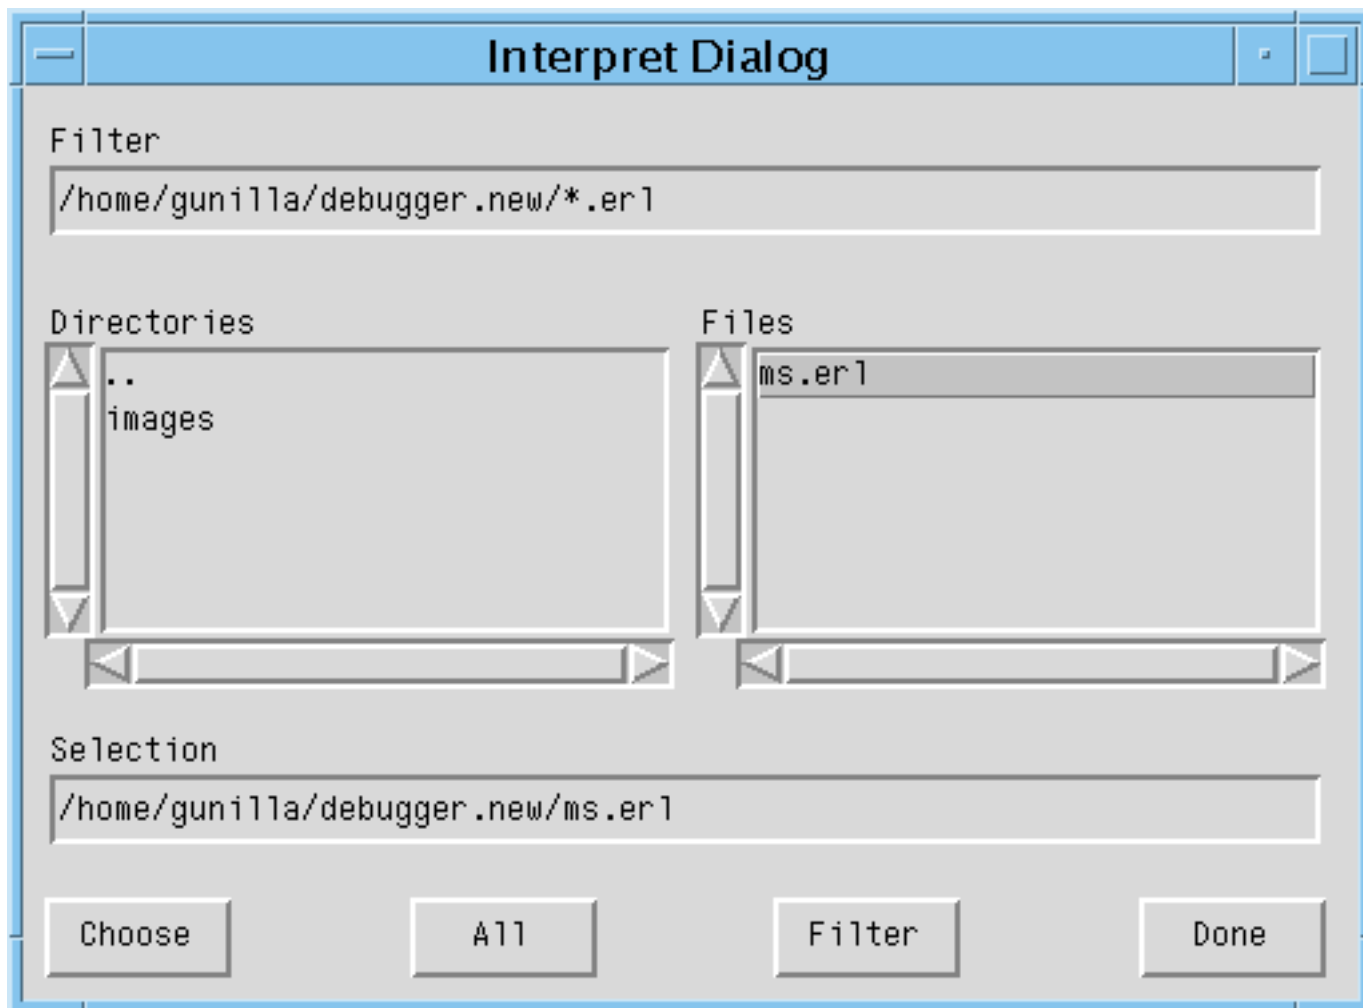 Interpret Dialog
Filter
/home/gunilla/debugger.new/*.erl
Directories
..
images
Files
ms.erl
Selection
/home/gunilla/debugger.new/ms.erl
Choose
All
Filter
Done